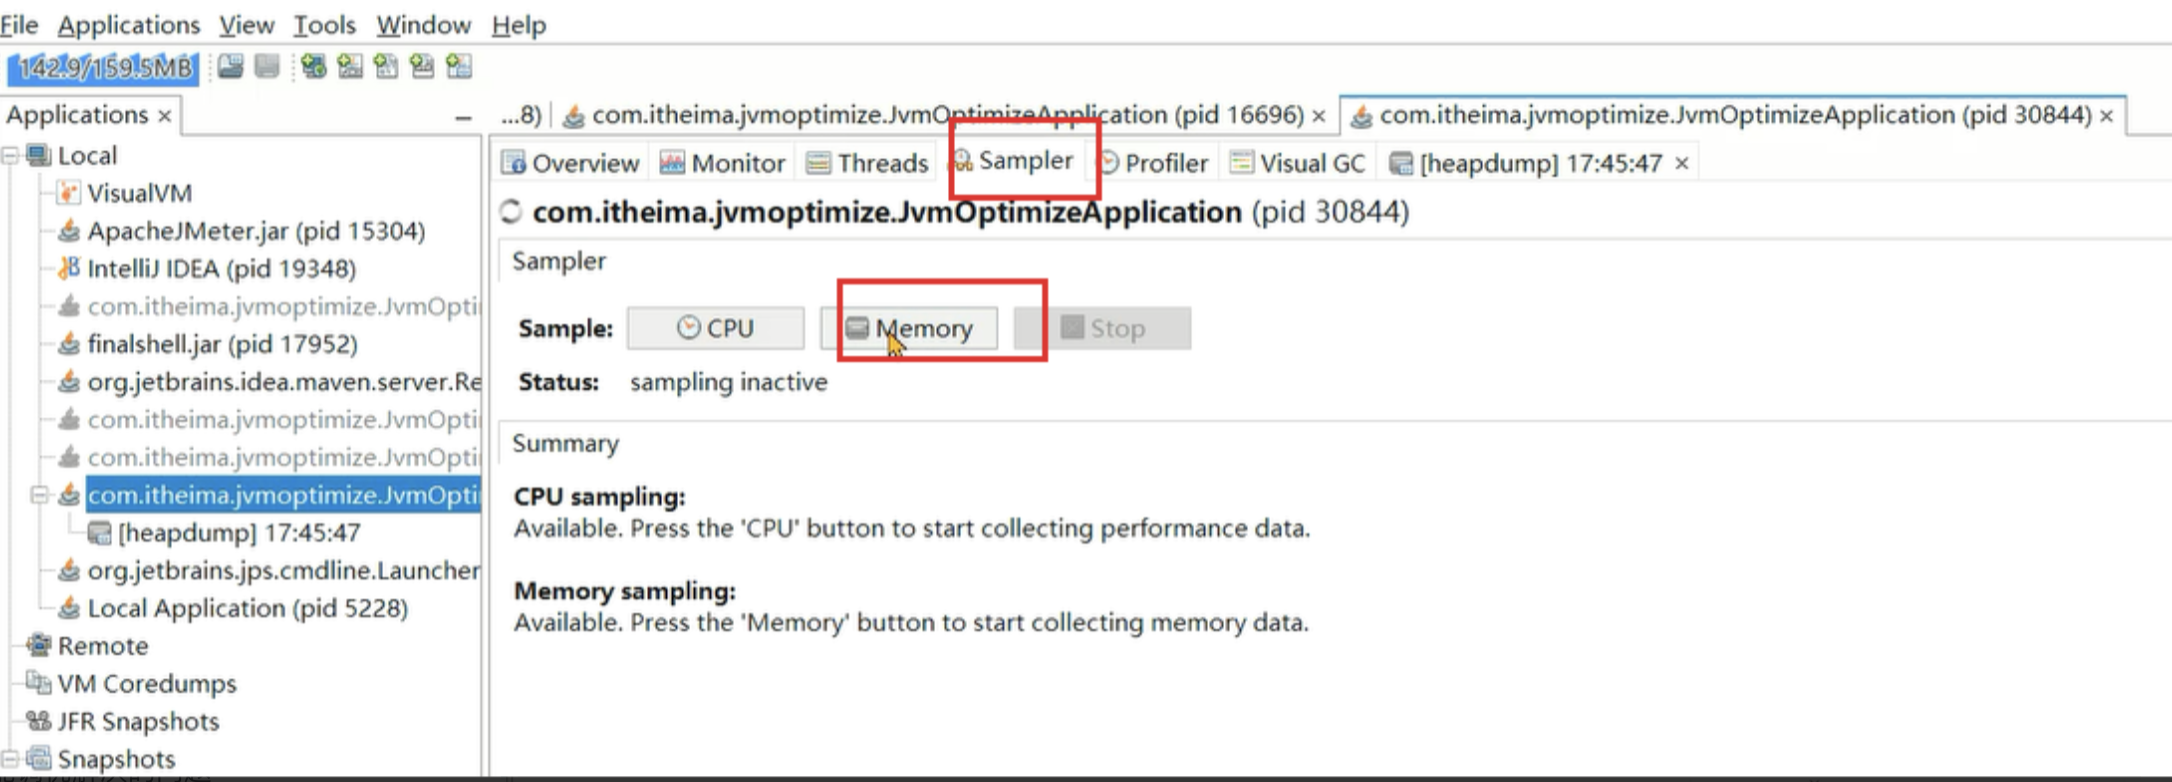 File Applications View Tools Window Help
142.9/159.5MB
Applications ×
Local
VisualVM
ApacheJMeter.jar (pid 15304)
IntelliJ IDEA (pid 19348)
com.itheima.jvmoptimize.JvmOpti
finalshell.jar (pid 17952)
org.jetbrains.idea.maven.server.Re
com.itheima.jvmoptimize.JvmOpti
com.itheima.jvmoptimize.JvmOpti
com.itheima.jvmoptimize.JvmOpti
[heapdump] 17:45:47
org.jetbrains.jps.cmdline.Launcher
Local Application (pid 5228)
Remote
VM Coredumps
JFR Snapshots
Snapshots
...8) com.itheima.jvmoptimize.JvmOptimizeApplication (pid 16696) × com.itheima.jvmoptimize.JvmOptimizeApplication (pid 30844) ×
Overview Monitor Threads Sampler Profiler Visual GC [heapdump] 17:45:47 ×
com.itheima.jvmoptimize.JvmOptimizeApplication (pid 30844)
Sampler
Sample: CPU Memory Stop
Status: sampling inactive
Summary
CPU sampling:
Available. Press the 'CPU' button to start collecting performance data.
Memory sampling:
Available. Press the 'Memory' button to start collecting memory data.